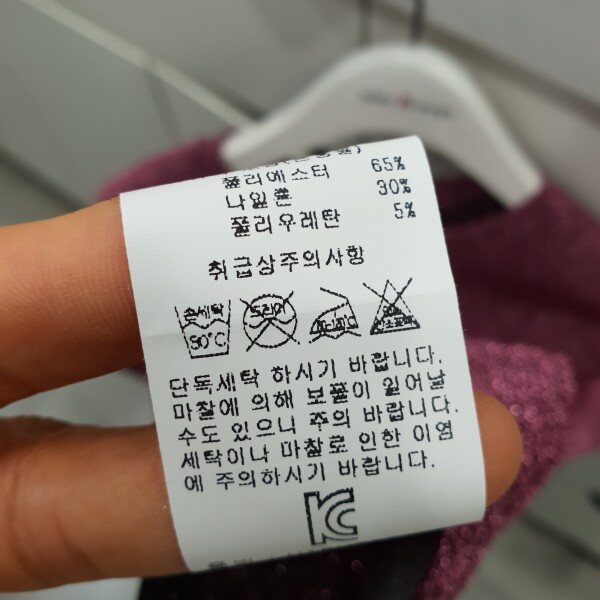 폴리에스터 65%
나일론 30%
폴리우레탄 5%
취급상주의사항
손세탁 30°C 드라이
단독세탁 하시기 바랍니다.
마찰에 의해 보풀이 일어날
수도 있으니 주의 바랍니다.
세탁이나 마찰로 인한 이염
에 주의하시기 바랍니다.
KC